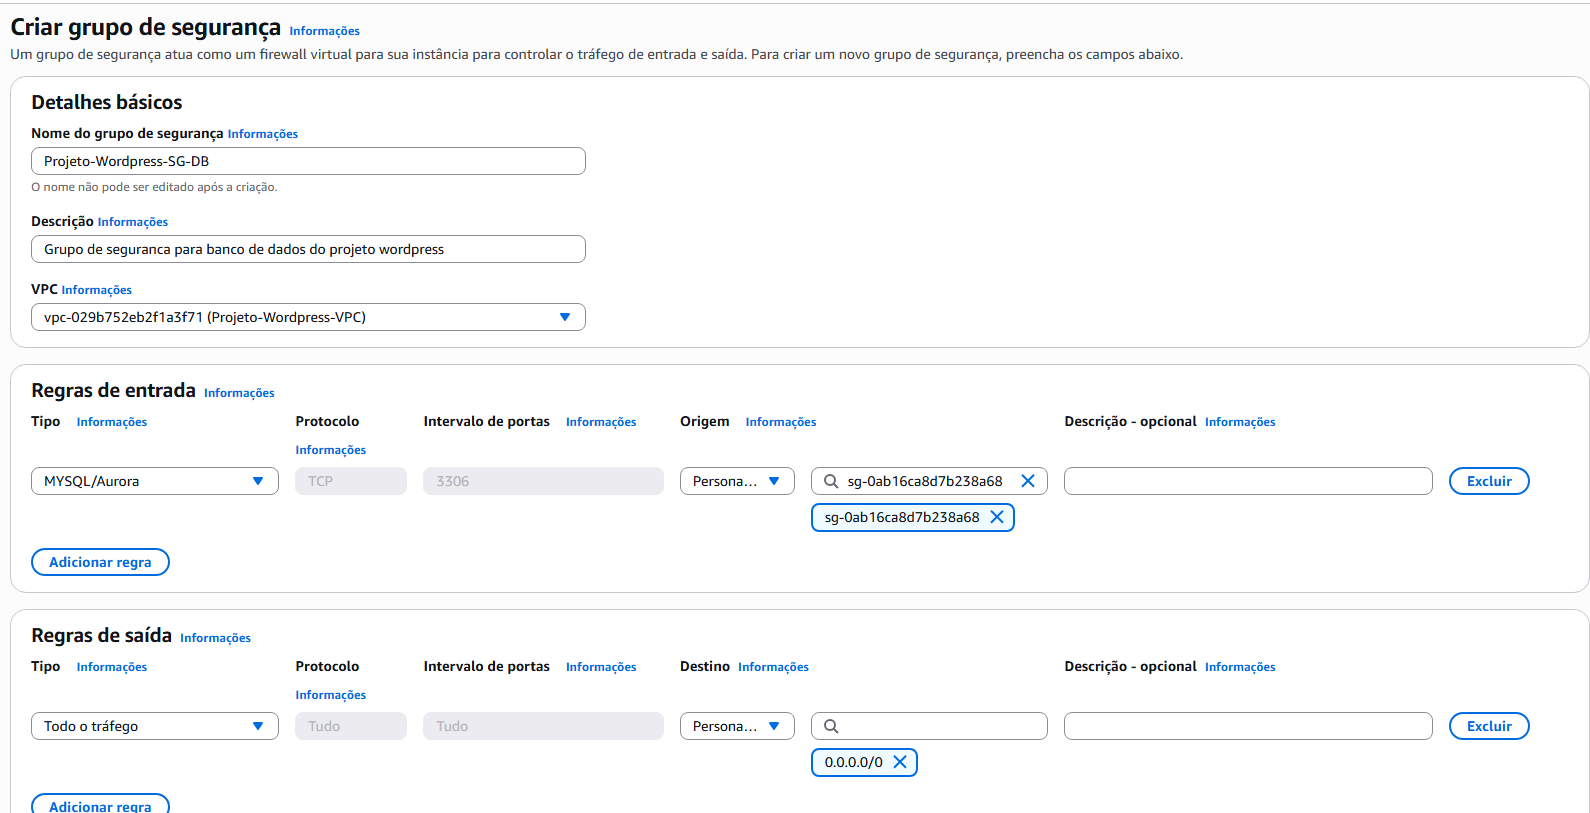 Criar grupo de segurança Informações
Um grupo de segurança atua como um firewall virtual para sua instância para controlar o tráfego de entrada e saída. Para criar um novo grupo de segurança, preencha os campos abaixo.
Detalhes básicos
Nome do grupo de segurança Informações
Projeto-Wordpress-SG-DB
O nome não pode ser editado após a criação.
Descrição Informações
Grupo de seguranca para banco de dados do projeto wordpress
VPC Informações
vpc-029b752eb2f1a3f71 (Projeto-Wordpress-VPC)
Regras de entrada Informações
Tipo Informações Protocolo Intervalo de portas Informações Origem Informações Descrição - opcional Informações
Informações
MYSQL/Aurora TCP 3306 Persona... sg-0ab16ca8d7b238a68 Excluir
sg-0ab16ca8d7b238a68
Adicionar regra
Regras de saída Informações
Tipo Informações Protocolo Intervalo de portas Informações Destino Informações Descrição - opcional Informações
Informações
Todo o tráfego Tudo Tudo Persona... Excluir
0.0.0.0/0
Adicionar regra